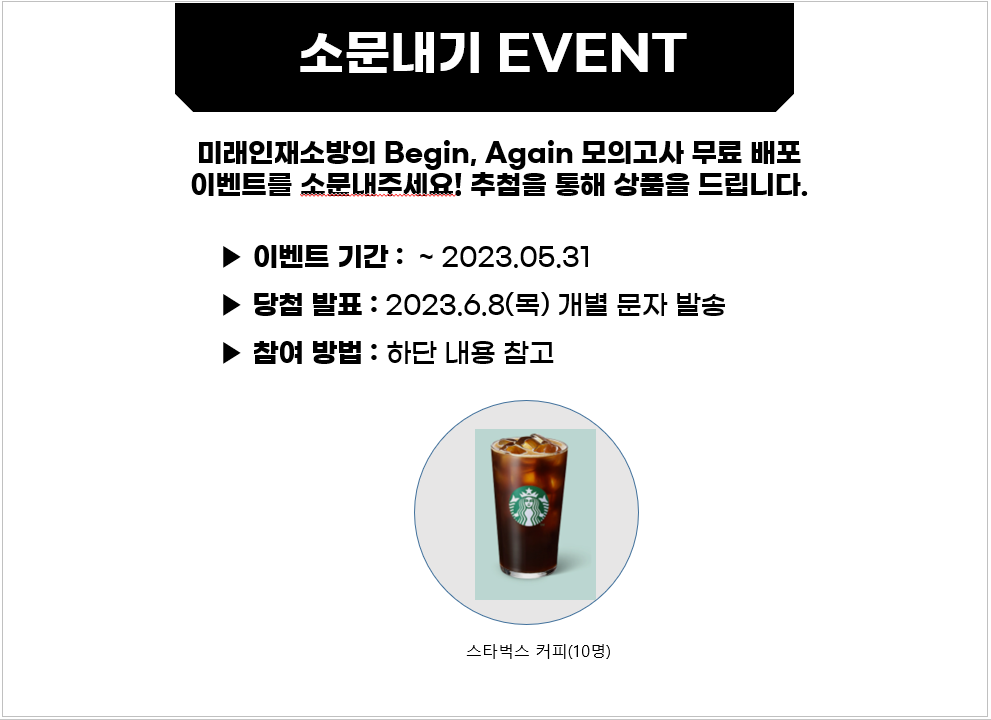 소문내기 EVENT
미래인재소방의 Begin, Again 모의고사 무료 배포
이벤트를 소문내주세요! 추첨을 통해 상품을 드립니다.
▶ 이벤트 기간 : ~ 2023.05.31
▶ 당첨 발표 : 2023.6.8(목) 개별 문자 발송
▶ 참여 방법 : 하단 내용 참고
스타벅스 커피(10명)